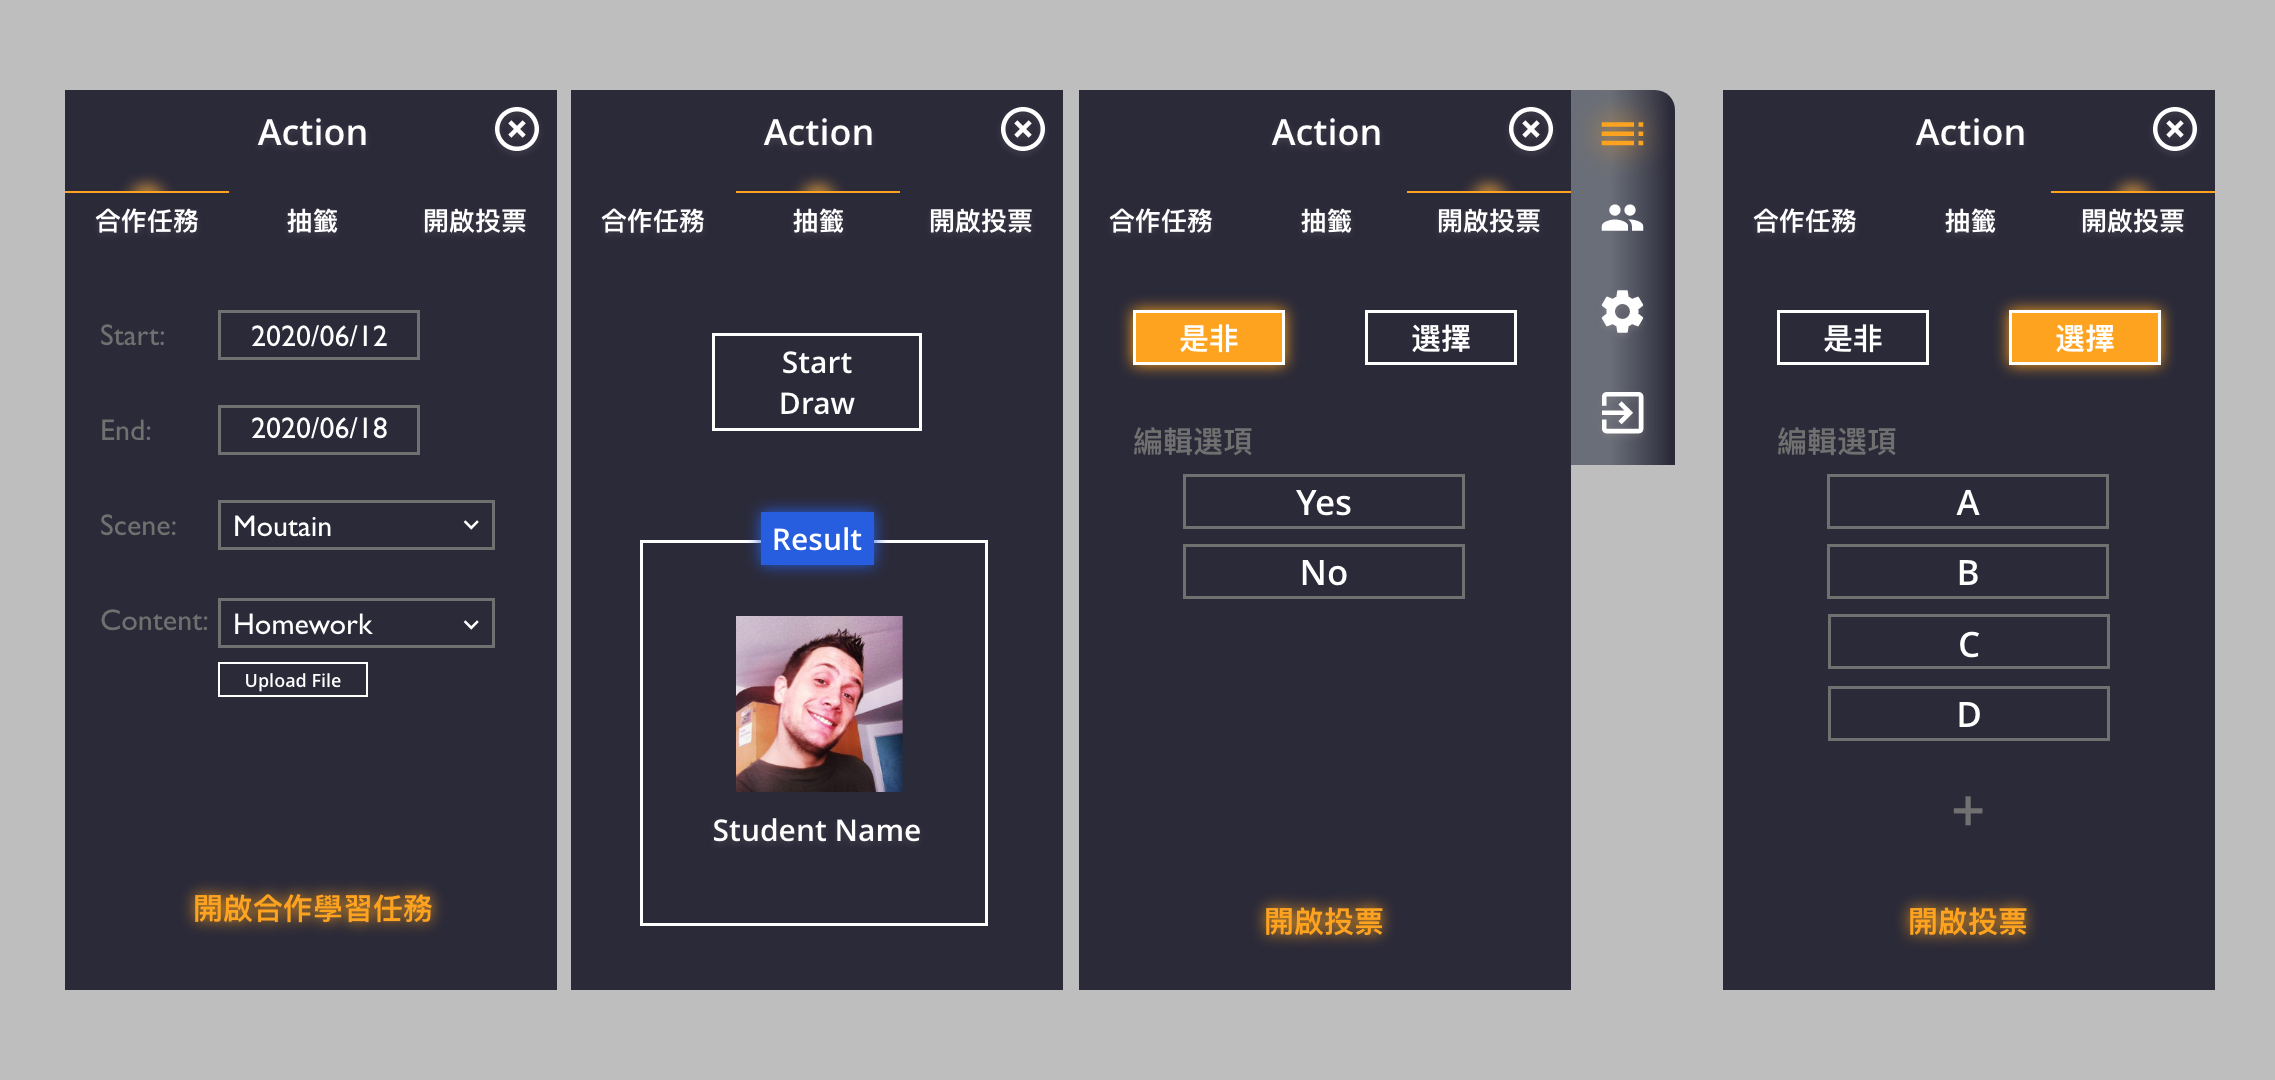 Action
合作任務
抽籤
開啟投票
Start:
2020/06/12
End:
2020/06/18
Scene:
Moutain
Content:
Homework
Upload File
開啟合作學習任務
Action
合作任務
抽籤
開啟投票
Start
Draw
Result
Student Name
Action
合作任務
抽籤
開啟投票
是非
選擇
編輯選項
Yes
No
開啟投票
Action
合作任務
抽籤
開啟投票
是非
選擇
編輯選項
A
B
C
D
開啟投票